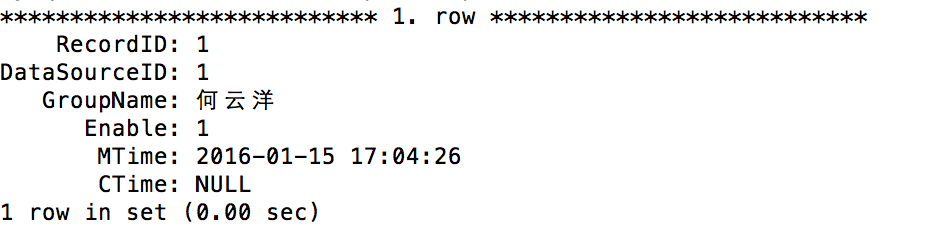 *************************** 1. row ***************************
RecordID: 1
DataSourceID: 1
GroupName: 何云洋
Enable: 1
MTime: 2016-01-15 17:04:26
CTime: NULL
1 row in set (0.00 sec)